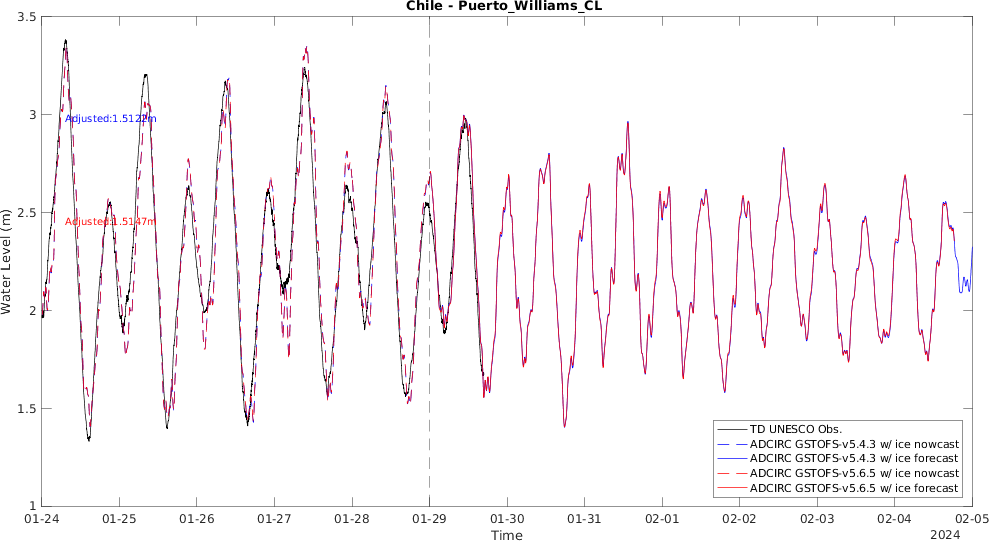 Chile - Puerto_Williams_CL
3.5
3
2.5
2
1.5
1
Water Level (m)
Adjusted:1.5122m
Adjusted:1.5147m
TD UNESCO Obs.
ADCIRC GSTOFS-v5.4.3 w/ ice nowcast
ADCIRC GSTOFS-v5.4.3 w/ ice forecast
ADCIRC GSTOFS-v5.6.5 w/ ice nowcast
ADCIRC GSTOFS-v5.6.5 w/ ice forecast
01-24 01-25 01-26 01-27 01-28 01-29 01-30 01-31 02-01 02-02 02-03 02-04 02-05
Time
2024